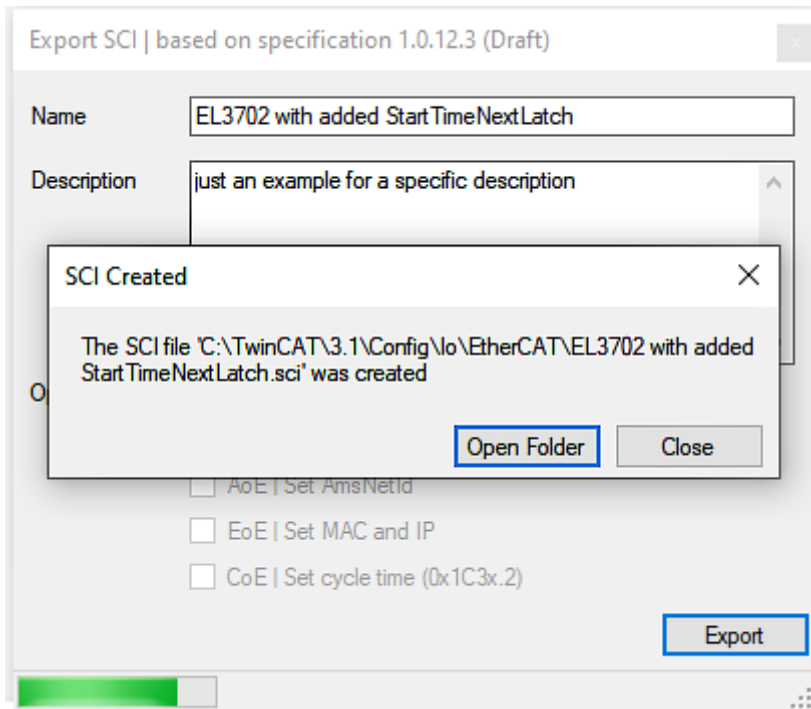 Export SCI | based on specification 1.0.12.3 (Draft)
x
Name
EL3702 with added StartTimeNextLatch
Description
just an example for a specific description
SCI Created
The SCI file 'C:\TwinCAT\3.1\Config\Io\EtherCAT\EL3702 with added
StartTimeNextLatch.sci' was created
Open Folder
Close
AoE | Set AmsNetId
EoE | Set MAC and IP
CoE | Set cycle time (0x1C3x.2)
Export